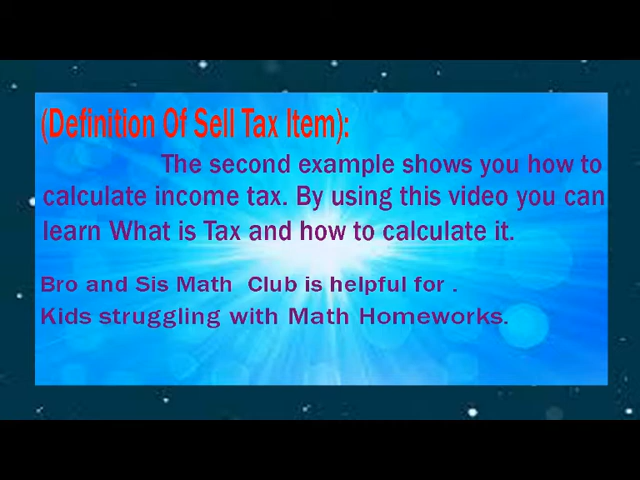 (Definition Of Sell Tax Item):
The second example shows you how to
calculate income tax. By using this video you can
learn What is Tax and how to calculate it.
Bro and Sis Math Club is helpful for .
Kids struggling with Math Homeworks.